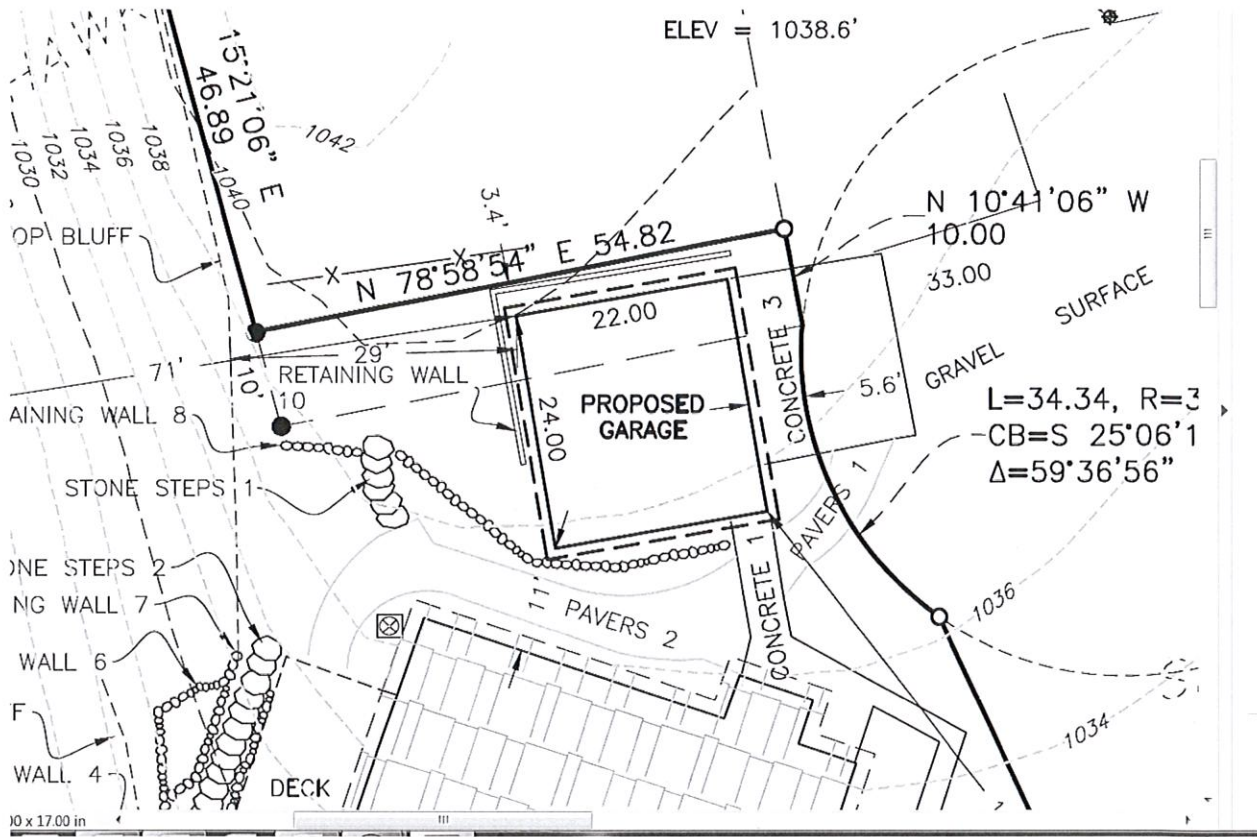 ELEV = 1038.6'
15°21'06" E
46.89
1042
1040
1038
1036
1034
1032
1030
OP BLUFF
3.4'
N 78°58'54" E 54.82
N 10°41'06" W
10.00
33.00
SURFACE
GRAVEL
22.00
24.00
PROPOSED
GARAGE
CONCRETE 3
5.6'
29'
71'
10'
10
RETAINING WALL
AINING WALL 8
STONE STEPS 1
L=34.34, R=3
CB=S 25°06'1
Δ=59°36'56"
PAVERS 1
CONCRETE 1
11'
PAVERS 2
ONE STEPS 2
NG WALL 7
WALL 6
F
WALL 4
DECK
1036
1034
00 x 17.00 in